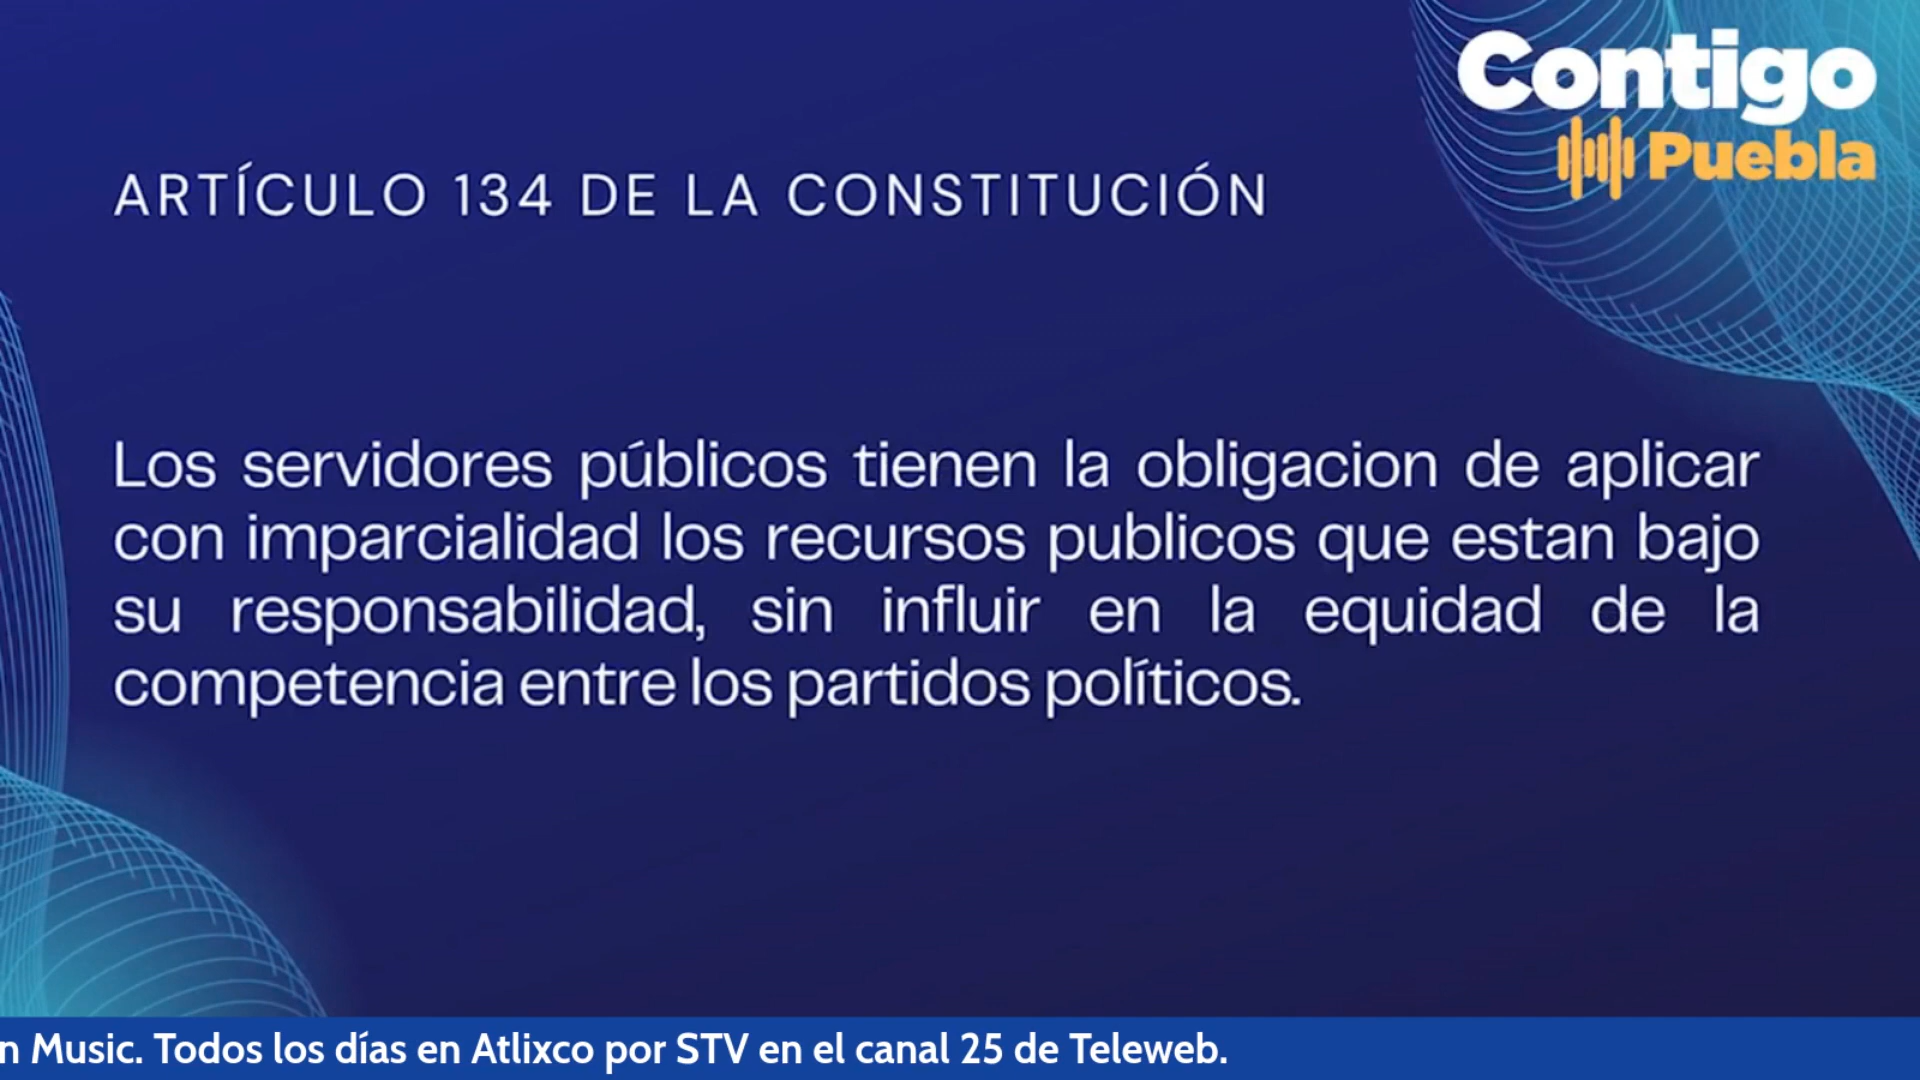 Contigo
Puebla
ARTÍCULO 134 DE LA CONSTITUCIÓN
Los servidores públicos tienen la obligacion de aplicar
con imparcialidad los recursos publicos que estan bajo
su responsabilidad, sin influir en la equidad de la
competencia entre los partidos políticos.
n Music. Todos los días en Atlixco por STV en el canal 25 de Teleweb.